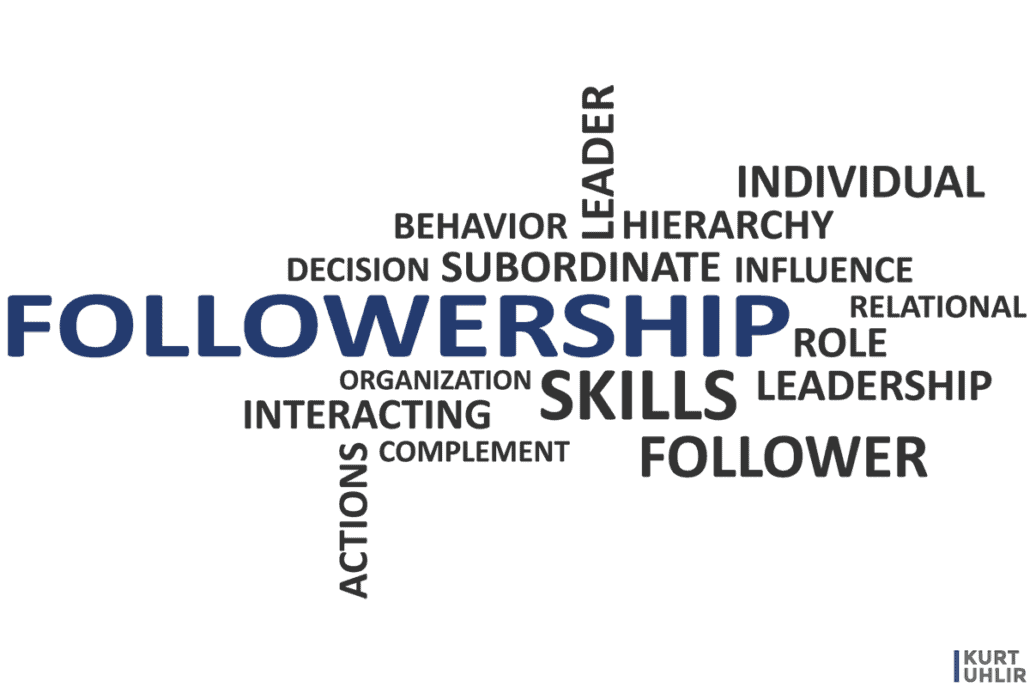 LEADER
INDIVIDUAL
BEHAVIOR
HIERARCHY
DECISION
SUBORDINATE
INFLUENCE
FOLLOWERSHIP
RELATIONAL
ROLE
ORGANIZATION
SKILLS
LEADERSHIP
INTERACTING
COMPLEMENT
FOLLOWER
ACTIONS
KURT
UHLIR